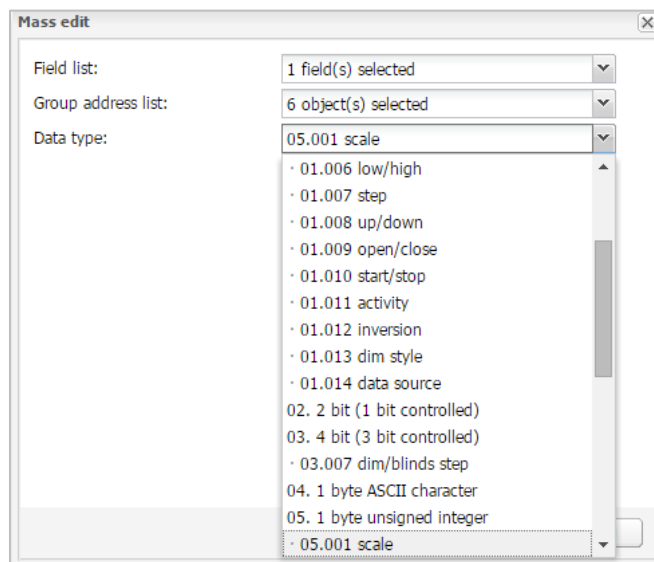 Mass edit
Field list:
1 field(s) selected
Group address list:
6 object(s) selected
Data type:
05.001 scale
· 01.006 low/high
· 01.007 step
· 01.008 up/down
· 01.009 open/close
· 01.010 start/stop
· 01.011 activity
· 01.012 inversion
· 01.013 dim style
· 01.014 data source
02. 2 bit (1 bit controlled)
03. 4 bit (3 bit controlled)
· 03.007 dim/blinds step
04. 1 byte ASCII character
05. 1 byte unsigned integer
· 05.001 scale